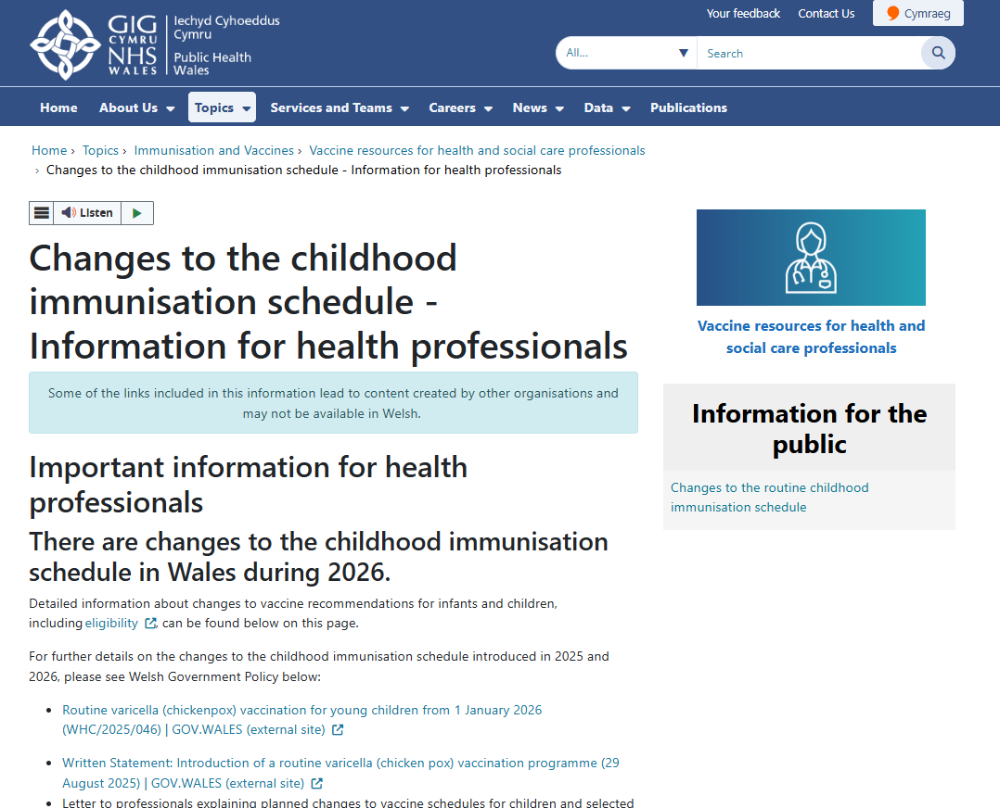 GIG
CYMRU
NHS
WALES
Iechyd Cyhoeddus
Cymru
Public Health
Wales
Your feedback
Contact Us
Cymraeg
All...
Search
Home
About Us
Topics
Services and Teams
Careers
News
Data
Publications
Home › Topics › Immunisation and Vaccines › Vaccine resources for health and social care professionals
› Changes to the childhood immunisation schedule - Information for health professionals
Listen
Changes to the childhood
immunisation schedule -
Information for health professionals
Some of the links included in this information lead to content created by other organisations and
may not be available in Welsh.
Important information for health
professionals
There are changes to the childhood immunisation
schedule in Wales during 2026.
Detailed information about changes to vaccine recommendations for infants and children,
including eligibility, can be found below on this page.
For further details on the changes to the childhood immunisation schedule introduced in 2025 and
2026, please see Welsh Government Policy below:
• Routine varicella (chickenpox) vaccination for young children from 1 January 2026
(WHC/2025/046) | GOV.WALES (external site)
• Written Statement: Introduction of a routine varicella (chicken pox) vaccination programme (29
August 2025) | GOV.WALES (external site)
• Letter to professionals explaining planned changes to vaccine schedules for children and selected
Vaccine resources for health and
social care professionals
Information for the
public
Changes to the routine childhood
immunisation schedule